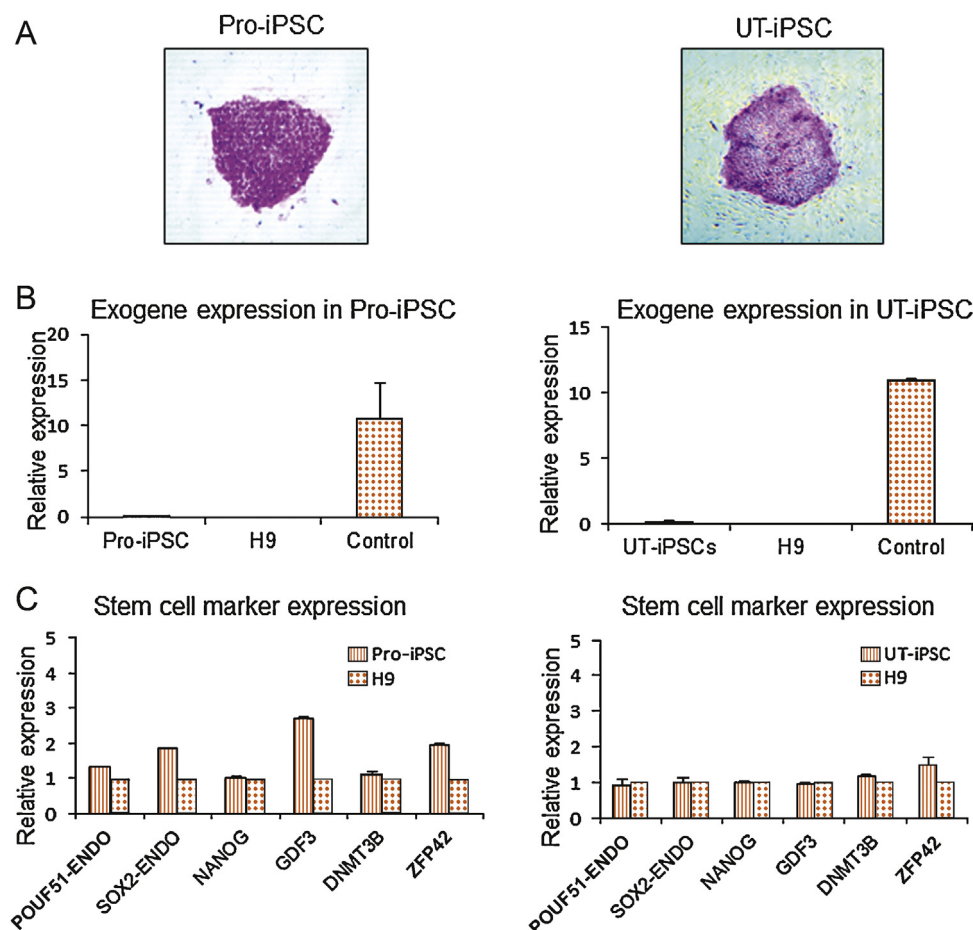 A
Pro-iPSC
UT-iPSC
B
Exogene expression in Pro-iPSC
Relative expression
20
15
10
5
0
Pro-iPSC H9 Control
Exogene expression in UT-iPSC
Relative expression
15
10
5
0
UT-iPSCs H9 Control
C
Stem cell marker expression
Relative expression
5
4
3
2
1
0
Pro-iPSC
H9
POUF51-ENDO
SOX2-ENDO
NANOG
GDF3
DNMT3B
ZFP42
Stem cell marker expression
Relative expression
5
4
3
2
1
0
UT-iPSC
H9
POUF51-ENDO
SOX2-ENDO
NANOG
GDF3
DNMT3B
ZFP42